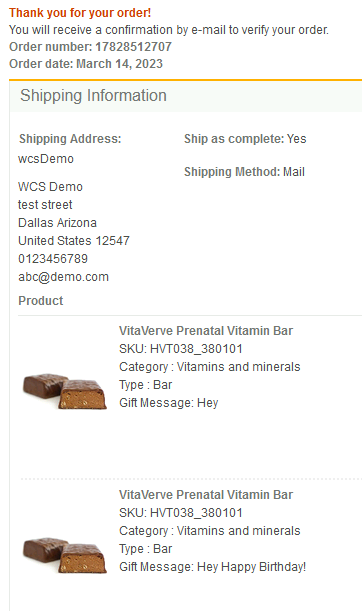 Thank you for your order!
You will receive a confirmation by e-mail to verify your order.
Order number: 17828512707
Order date: March 14, 2023
Shipping Information
Shipping Address:
wcsDemo
WCS Demo
test street
Dallas Arizona
United States 12547
0123456789
abc@demo.com
Ship as complete: Yes
Shipping Method: Mail
Product
VitaVerve Prenatal Vitamin Bar
SKU: HVT038_380101
Category : Vitamins and minerals
Type : Bar
Gift Message: Hey
VitaVerve Prenatal Vitamin Bar
SKU: HVT038_380101
Category : Vitamins and minerals
Type : Bar
Gift Message: Hey Happy Birthday!